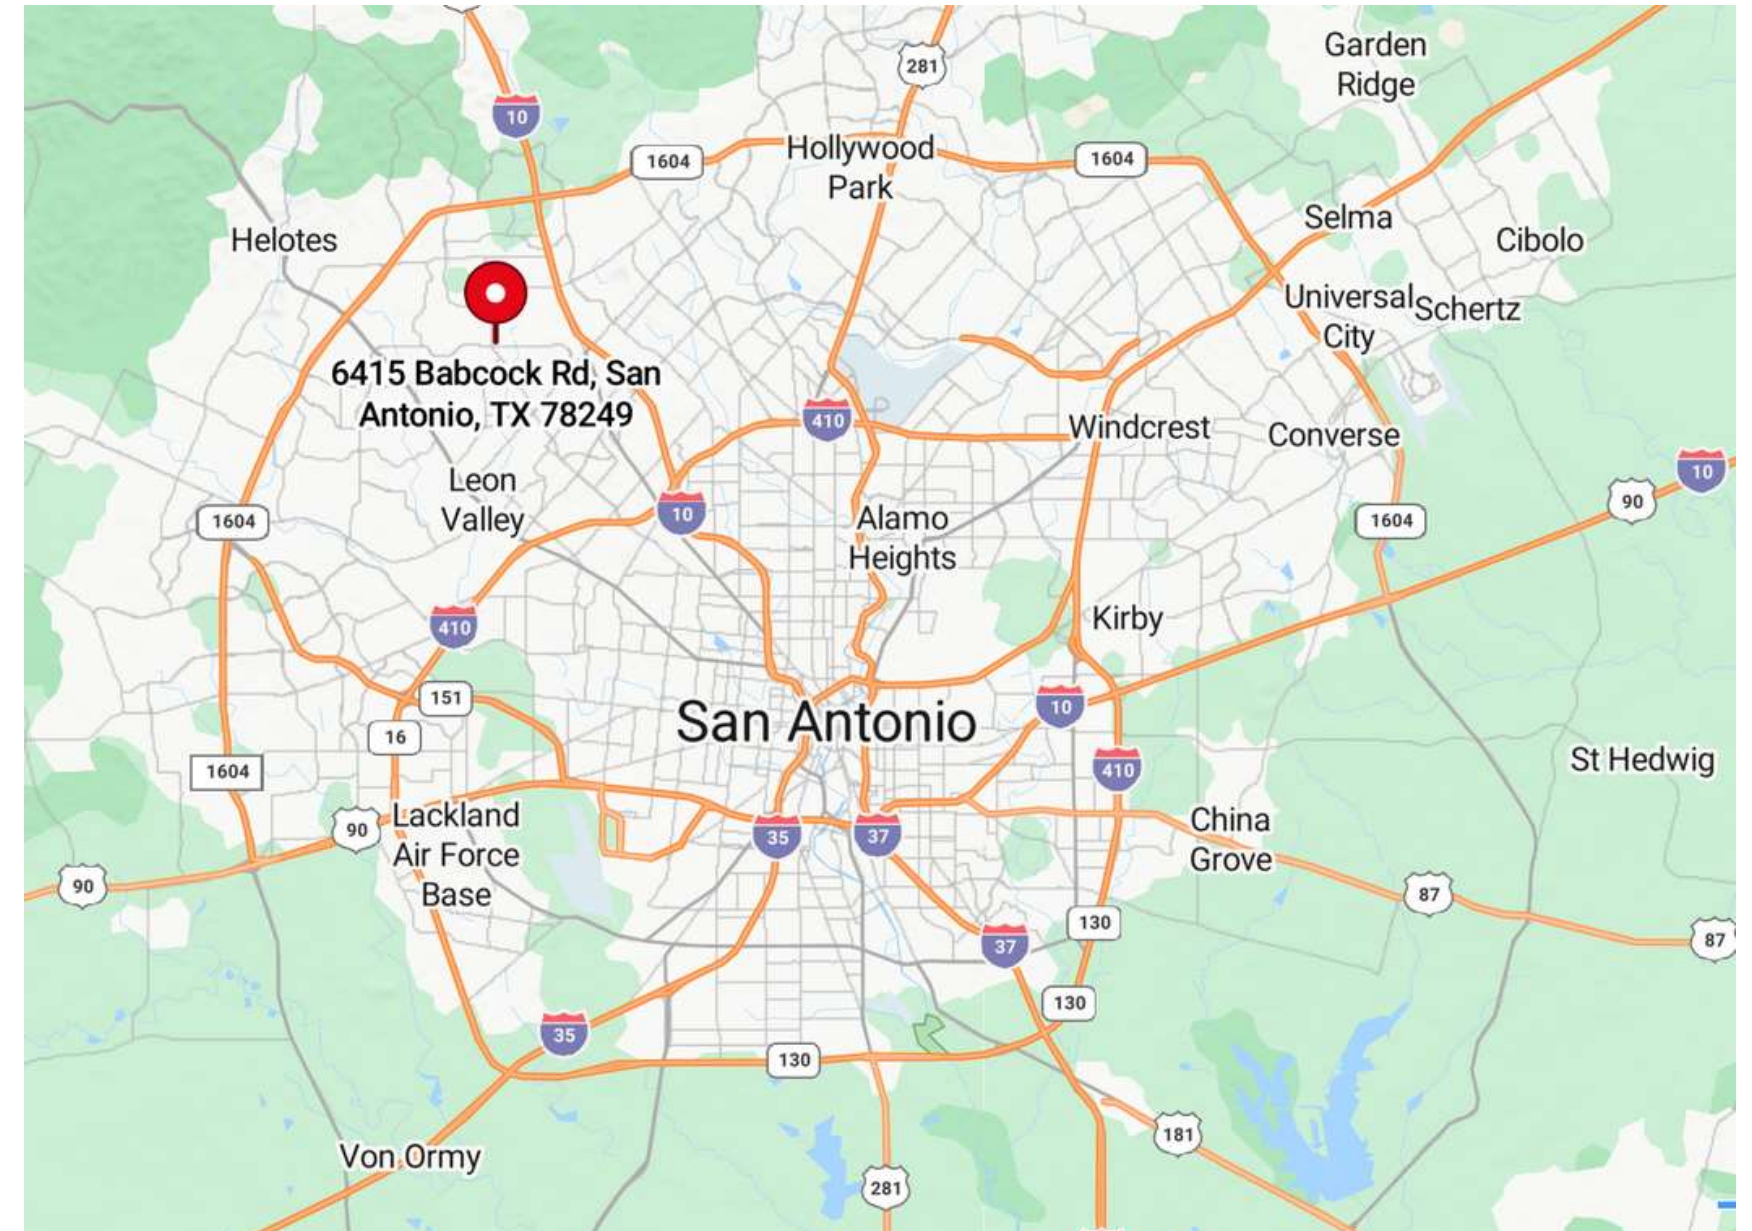 Garden
Ridge
281
10
1604
Hollywood
Park
1604
Selma
Helotes
Cibolo
Universal
City
Schertz
6415 Babcock Rd, San
Antonio, TX 78249
410
Windcrest
Converse
10
90
Leon
Valley
10
1604
Alamo
Heights
1604
410
Kirby
151
10
San Antonio
16
1604
410
St Hedwig
90
Lackland
Air Force
Base
35
37
China
Grove
90
87
130
87
37
130
35
130
181
Von Ormy
281